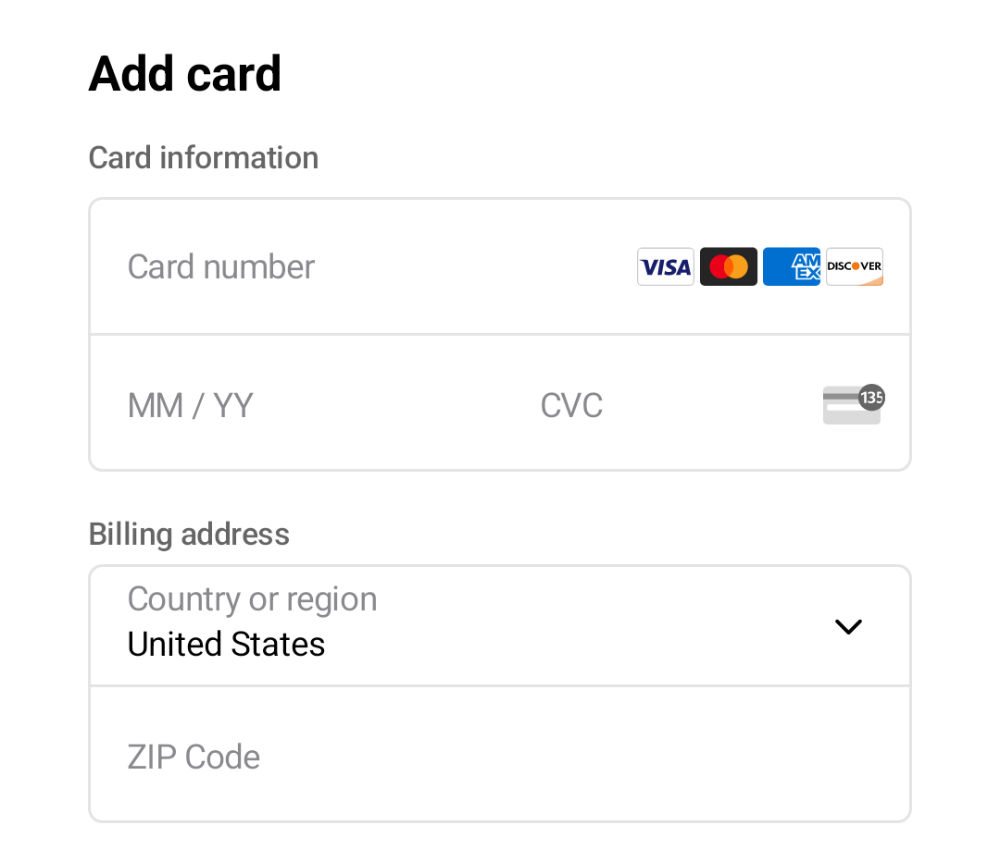 Add card
Card information
Card number VISA AM EX DISCOVER
MM / YY CVC 135
Billing address
Country or region
United States
ZIP Code